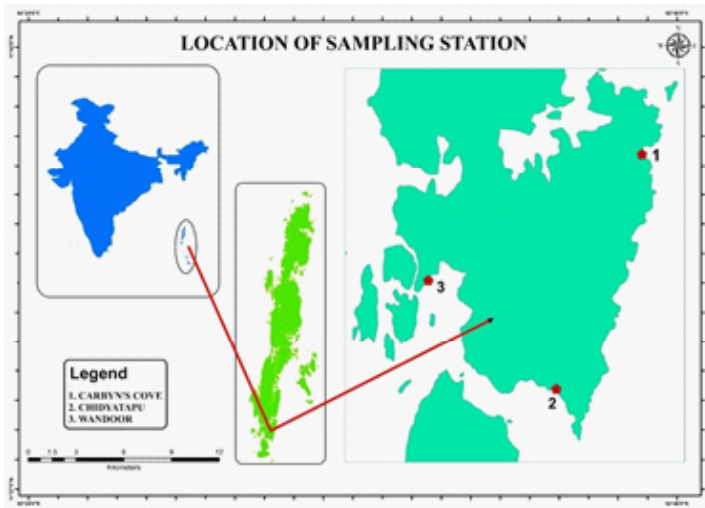 LOCATION OF SAMPLING STATION
N
1
3
2
Legend
1. CARBYN'S COVE
2. CHIDYATAPU
3. WANDOOR
0 1.5 3 6 9 12
Kilometers